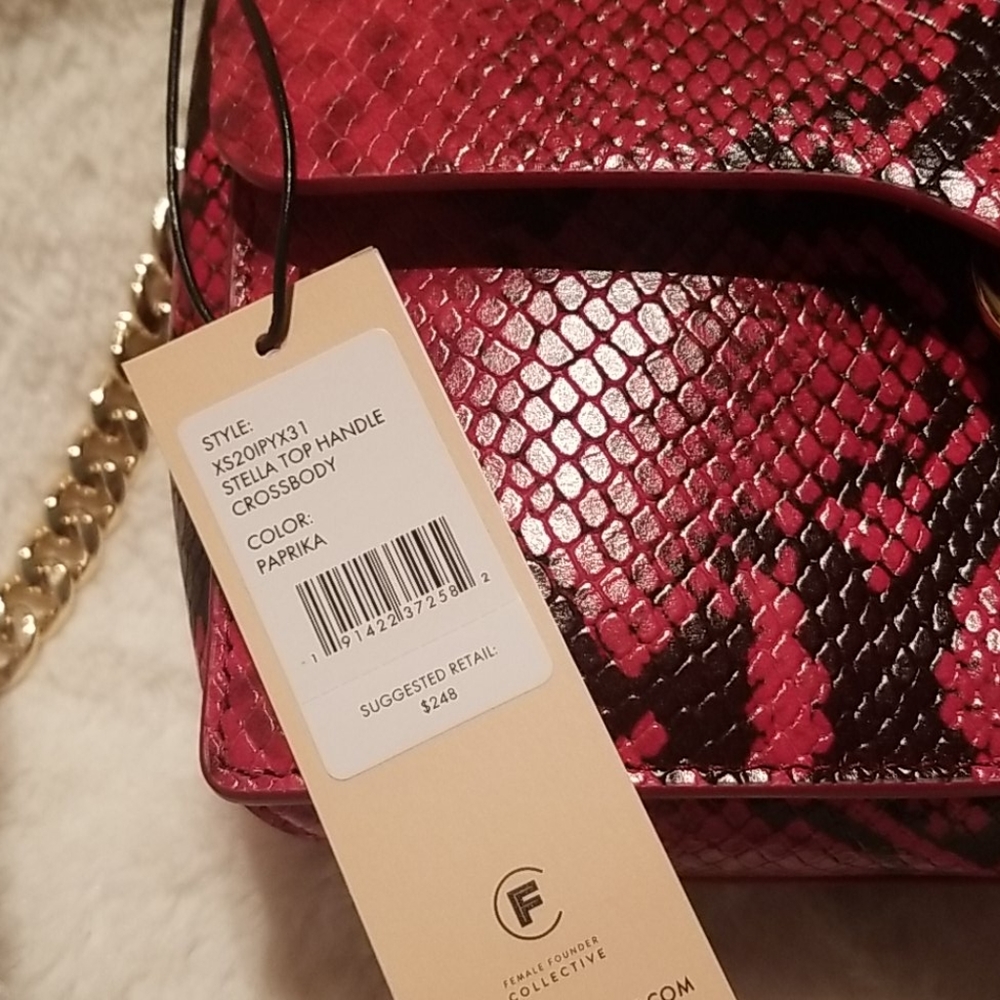 STYLE:
XS20IPYX31
STELLA TOP HANDLE
CROSSBODY
COLOR:
PAPRIKA
1 91422 37258 2
SUGGESTED RETAIL:
$248
F
FEMALE FOUNDER
COLLECTIVE
.COM